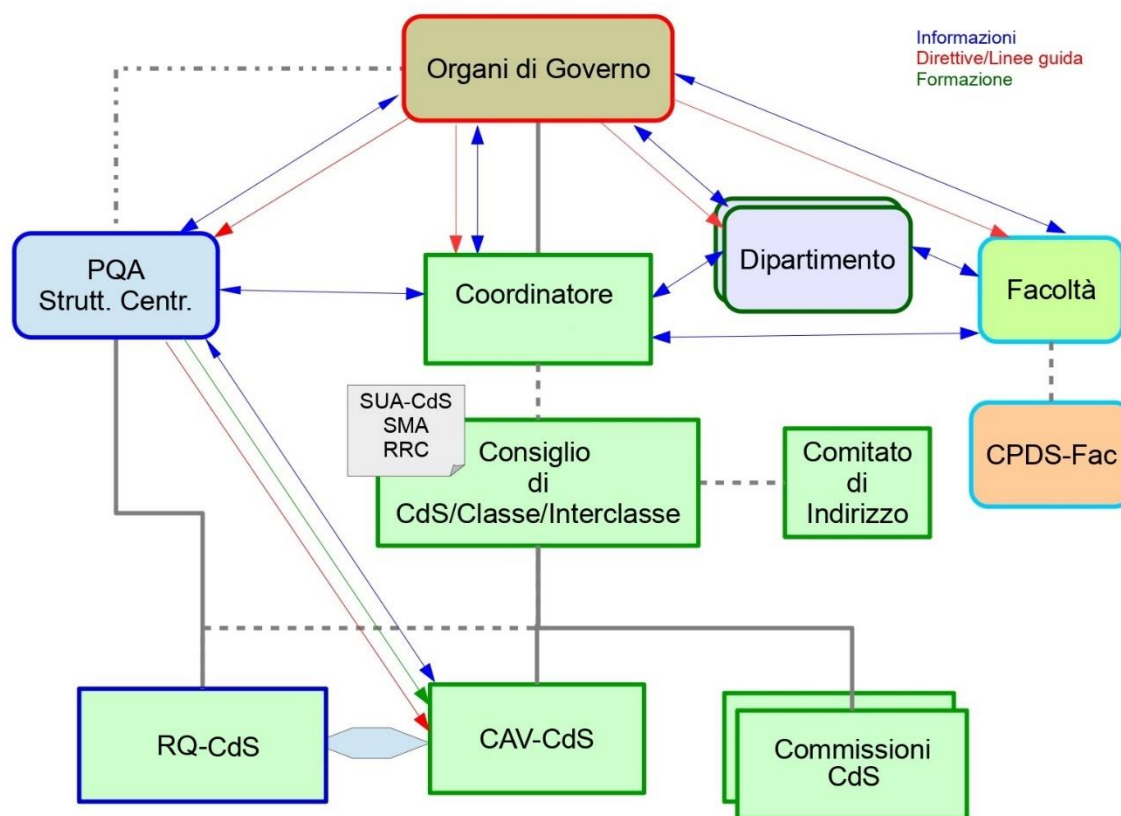 Organi di Governo
Informazioni
Direttive/Linee guida
Formazione
PQA
Strutt. Centr.
Coordinatore
Dipartimento
Facoltà
SUA-CdS
SMA
RRC
Consiglio
di
CdS/Classe/Interclasse
Comitato
di
Indirizzo
CPDS-Fac
RQ-CdS
CAV-CdS
Commissioni
CdS